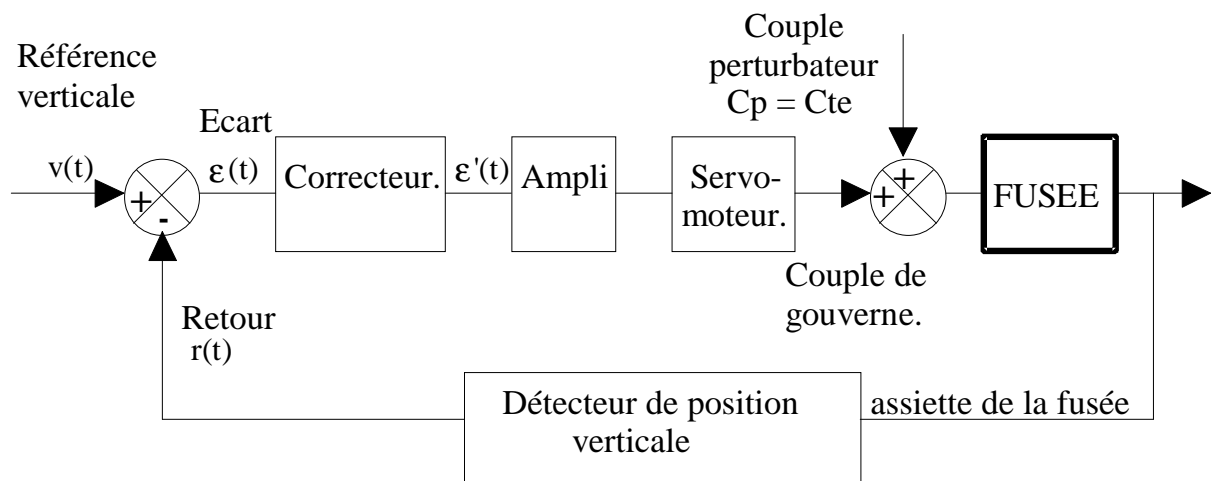 Référence
verticale
Couple
perturbateur
Cp = Cte
v(t)
+
-
Ecart
ε(t)
Correcteur.
ε'(t)
Ampli
Servo-
moteur.
+
+
FUSEE
Couple de
gouverne.
Retour
r(t)
Détecteur de position
verticale
assiette de la fusée